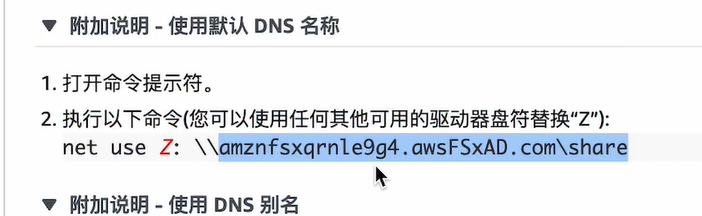 ▼ 附加说明 - 使用默认 DNS 名称
1. 打开命令提示符。
2. 执行以下命令(您可以使用任何其他可用的驱动器盘符替换“Z”):
net use Z: \\amznfsxqrnle9g4.awsFSxAD.com\share
▼ 附加说明 - 使用 DNS 别名